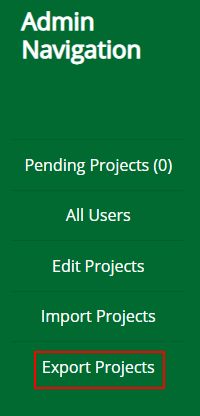 Admin
Navigation
Pending Projects (0)
All Users
Edit Projects
Import Projects
Export Projects